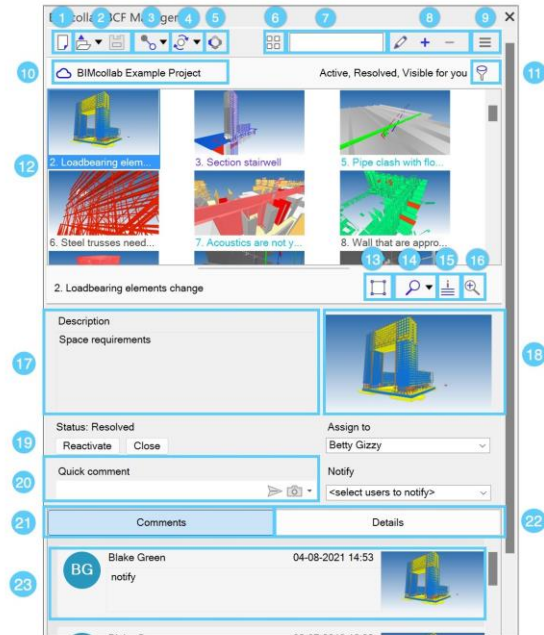 BIMcollab BCF Manager
1 2 3 4 5 6 7 8 9
10 BIMcollab Example Project Active, Resolved, Visible for you 11
12
2. Loadbearing elem... 3. Section stairwell 5. Pipe clash with flo...
6. Steel trusses need... 7. Acoustics are not y... 8. Wall that are appro...
13 14 15 16
2. Loadbearing elements change
Description
Space requirements
17 18
Status: Resolved Assign to
19 Reactivate Close Betty Gizzy
20 Quick comment Notify
<select users to notify>
21 Comments Details 22
Blake Green 04-08-2021 14:53
BG notify
23